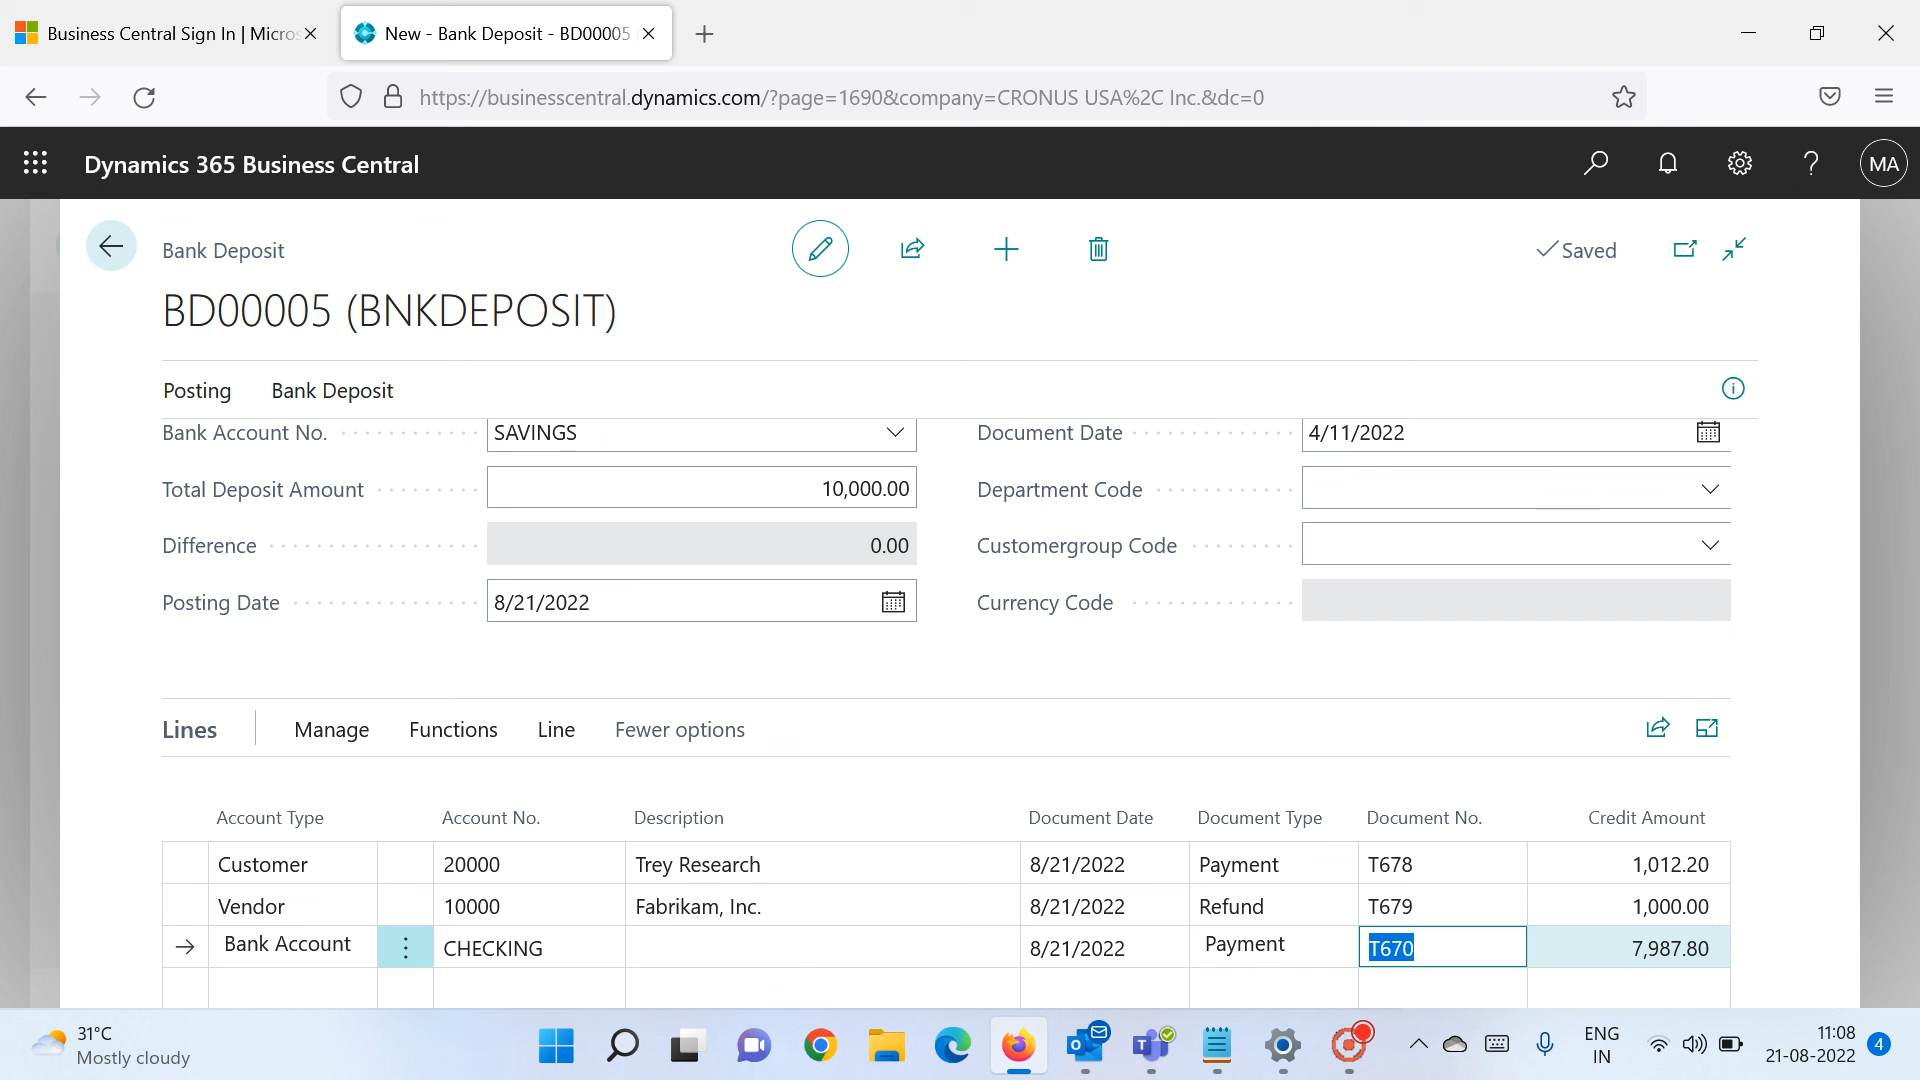 Business Central Sign In | Micros
New - Bank Deposit - BD00005
https://businesscentral.dynamics.com/?page=1690&company=CRONUS USA%2C Inc.&dc=0
Dynamics 365 Business Central
MA
Bank Deposit
Saved
BD00005 (BNKDEPOSIT)
Posting Bank Deposit
Bank Account No. SAVINGS Document Date 4/11/2022
Total Deposit Amount 10,000.00 Department Code
Difference 0.00 Customergroup Code
Posting Date 8/21/2022 Currency Code
Lines Manage Functions Line Fewer options
Account Type Account No. Description Document Date Document Type Document No. Credit Amount
Customer 20000 Trey Research 8/21/2022 Payment T678 1,012.20
Vendor 10000 Fabrikam, Inc. 8/21/2022 Refund T679 1,000.00
Bank Account CHECKING 8/21/2022 Payment T670 7,987.80
31°C
Mostly cloudy
ENG
IN
11:08
21-08-2022
4